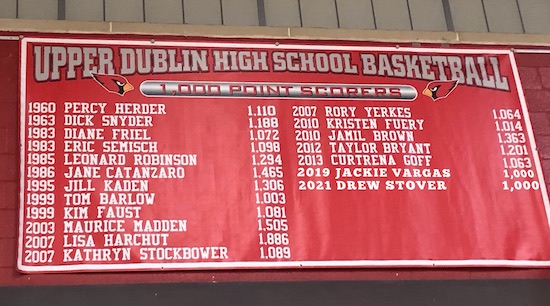 UPPER DUBLIN HIGH SCHOOL BASKETBALL
1,000 POINT SCORERS
1960 PERCY HERDER 1,110
1963 DICK SNYDER 1,188
1983 DIANE FRIEL 1,072
1983 ERIC SEMISCH 1,098
1985 LEONARD ROBINSON 1,294
1986 JANE CATANZARO 1,465
1995 JILL KADEN 1,306
1999 TOM BARLOW 1,003
1999 KIM FAUST 1,081
2003 MAURICE MADDEN 1,505
2007 LISA HARCHUT 1,886
2007 KATHRYN STOCKBOWER 1,089
2007 RORY YERKES 1,064
2010 KRISTEN FUERY 1,014
2010 JAMIL BROWN 1,363
2012 TAYLOR BRYANT 1,201
2013 CURTRENA GOFF 1,063
2019 JACKIE VARGAS 1,000
2021 DREW STOVER 1,000